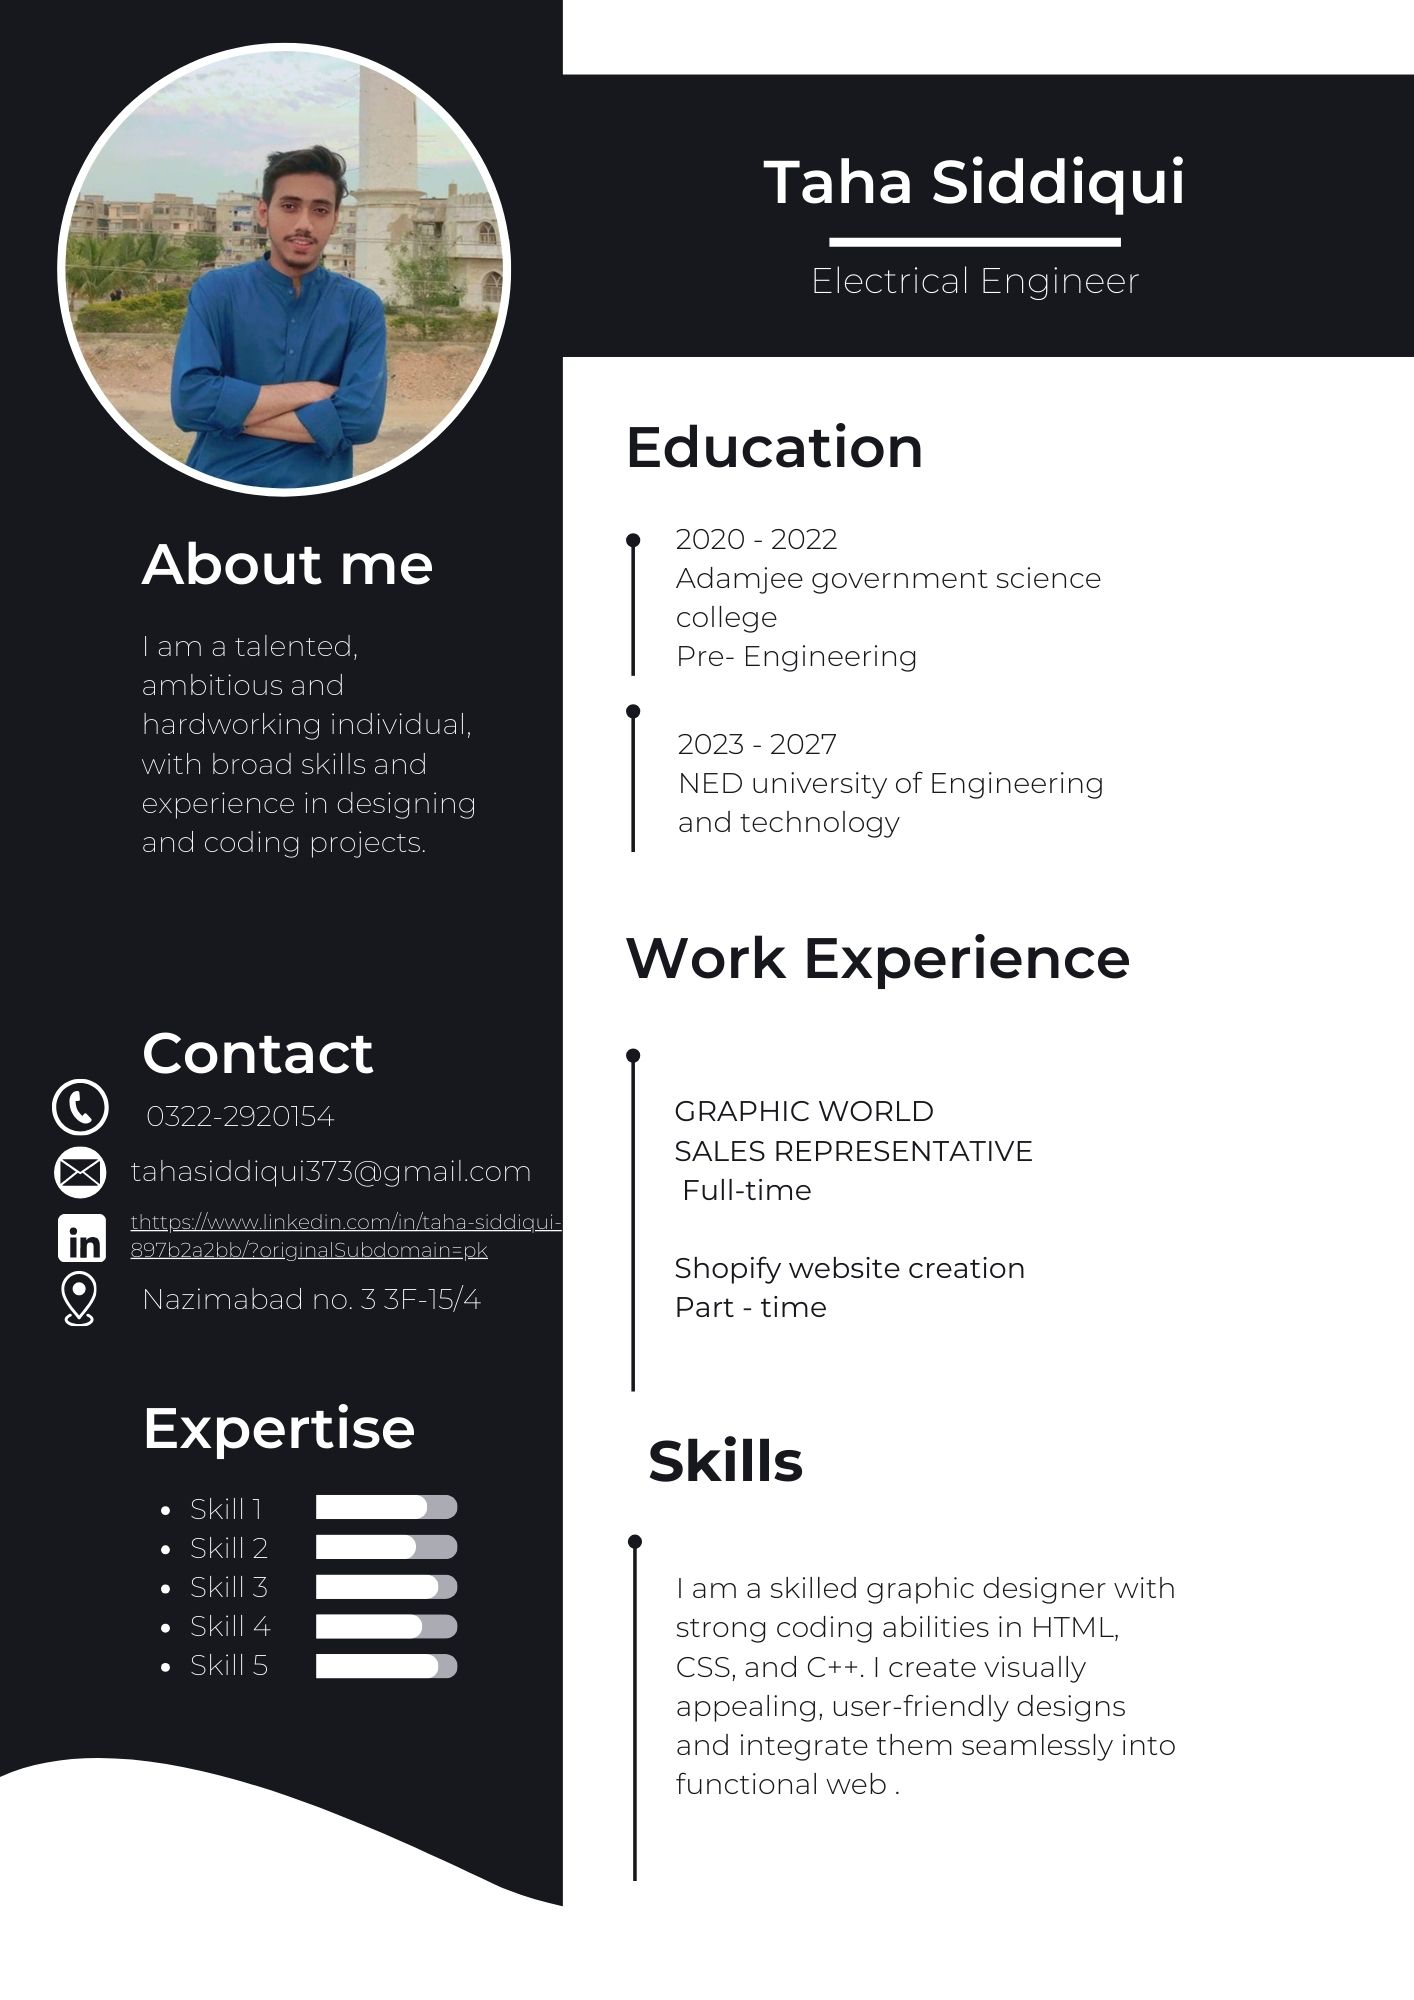 Taha Siddiqui
Electrical Engineer
About me
I am a talented,
ambitious and
hardworking individual,
with broad skills and
experience in designing
and coding projects.
Contact
0322-2920154
tahasiddiqui373@gmail.com
thttps://www.linkedin.com/in/taha-siddiqui-
897b2a2bb/?originalSubdomain=pk
Nazimabad no. 3 3F-15/4
Expertise
• Skill 1
• Skill 2
• Skill 3
• Skill 4
• Skill 5
Education
2020 - 2022
Adamjee government science
college
Pre- Engineering
2023 - 2027
NED university of Engineering
and technology
Work Experience
GRAPHIC WORLD
SALES REPRESENTATIVE
Full-time
Shopify website creation
Part - time
Skills
I am a skilled graphic designer with
strong coding abilities in HTML,
CSS, and C++. I create visually
appealing, user-friendly designs
and integrate them seamlessly into
functional web .